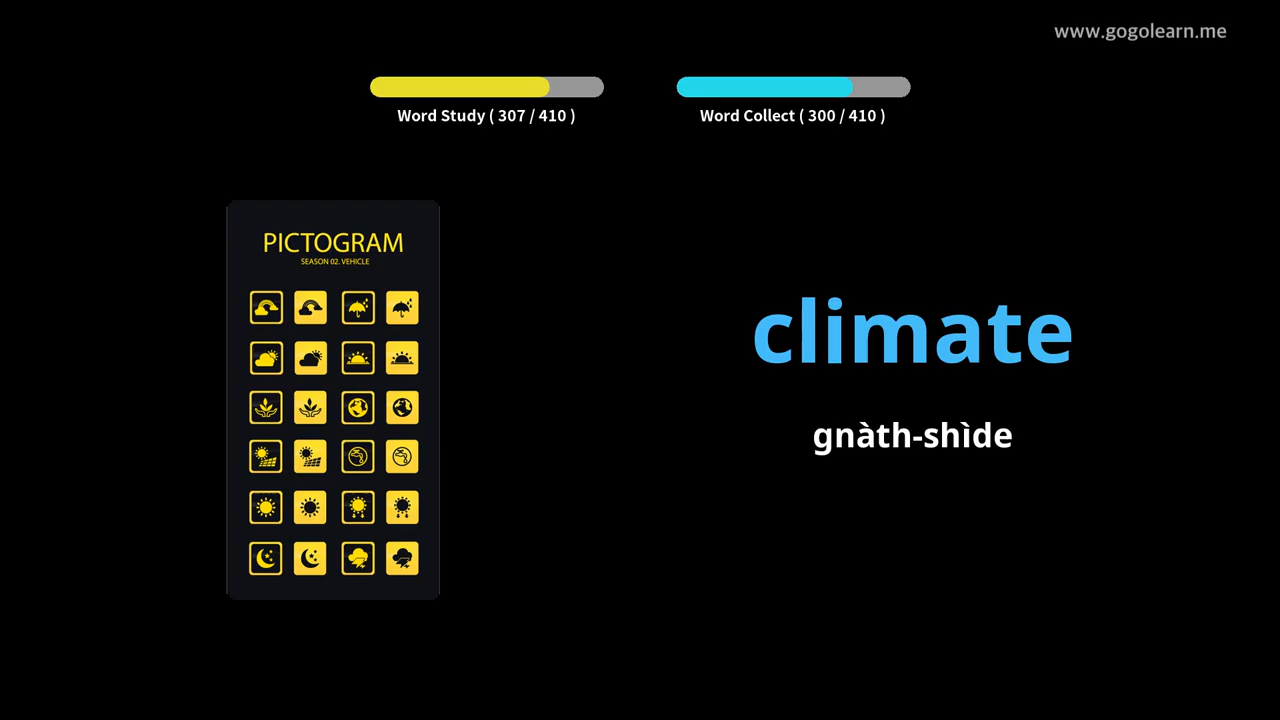 www.gogolearn.me
Word Study ( 307 / 410 )
Word Collect ( 300 / 410 )
PICTOGRAM
SEASON 02. VEHICLE
climate
gnàth-shìde